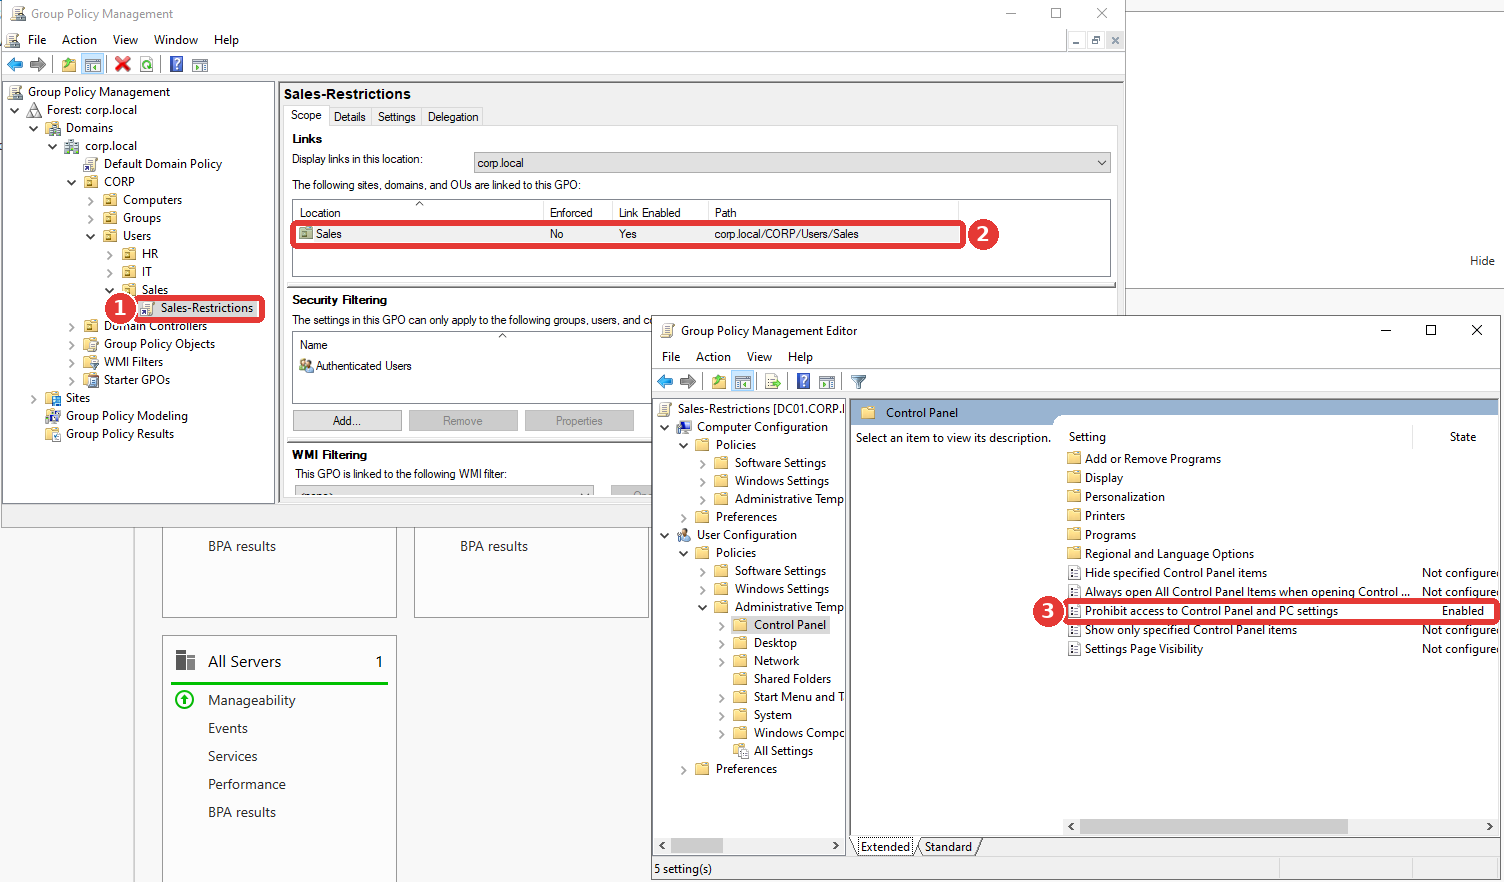 Group Policy Management
File Action View Window Help
Group Policy Management
Forest: corp.local
Domains
corp.local
Default Domain Policy
CORP
Computers
Groups
Users
HR
IT
Sales
1 Sales-Restrictions
Domain Controllers
Group Policy Objects
WMI Filters
Starter GPOs
Sites
Group Policy Modeling
Group Policy Results
Sales-Restrictions
Scope Details Settings Delegation
Links
Display links in this location: corp.local
The following sites, domains, and OUs are linked to this GPO:
Location Enforced Link Enabled Path
Sales No Yes corp.local/CORP/Users/Sales 2
Security Filtering
The settings in this GPO can only apply to the following groups, users, and co
Name
Authenticated Users
Add... Remove Properties
WMI Filtering
This GPO is linked to the following WMI filter:
Hide
Group Policy Management Editor
File Action View Help
Sales-Restrictions [DC01.CORP.
Computer Configuration
Policies
Software Settings
Windows Settings
Administrative Temp
Preferences
User Configuration
Policies
Software Settings
Windows Settings
Administrative Temp
Control Panel
Desktop
Network
Shared Folders
Start Menu and T
System
Windows Compo
All Settings
Preferences
Control Panel
Select an item to view its description.
Setting State
Add or Remove Programs
Display
Personalization
Printers
Programs
Regional and Language Options
Hide specified Control Panel items Not configure
Always open All Control Panel Items when opening Control ... Not configure
3 Prohibit access to Control Panel and PC settings Enabled
Show only specified Control Panel items Not configure
Settings Page Visibility Not configure
Extended Standard
5 setting(s)
BPA results
BPA results
All Servers 1
Manageability
Events
Services
Performance
BPA results